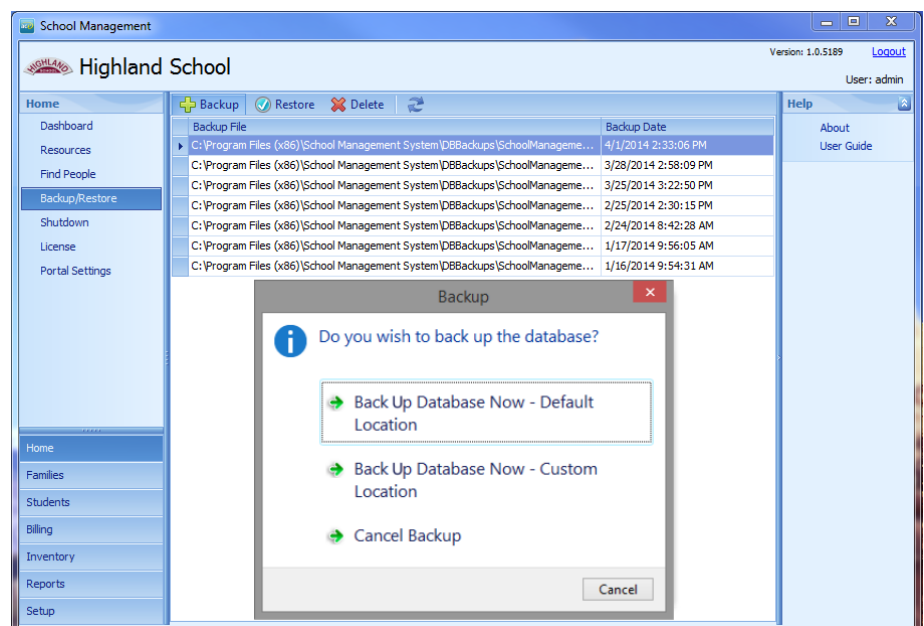 School Management
HIGHLAND
Highland School
Version: 1.0.5189 Logout
User: admin
Home
Dashboard
Resources
Find People
Backup/Restore
Shutdown
License
Portal Settings
Backup Restore Delete
Backup File Backup Date
C:\Program Files (x86)\School Management System\DBBackups\SchoolManageme... 4/1/2014 2:33:06 PM
C:\Program Files (x86)\School Management System\DBBackups\SchoolManageme... 3/28/2014 2:58:09 PM
C:\Program Files (x86)\School Management System\DBBackups\SchoolManageme... 3/25/2014 3:22:50 PM
C:\Program Files (x86)\School Management System\DBBackups\SchoolManageme... 2/25/2014 2:30:15 PM
C:\Program Files (x86)\School Management System\DBBackups\SchoolManageme... 2/24/2014 8:42:28 AM
C:\Program Files (x86)\School Management System\DBBackups\SchoolManageme... 1/17/2014 9:56:05 AM
C:\Program Files (x86)\School Management System\DBBackups\SchoolManageme... 1/16/2014 9:54:31 AM
Help
About
User Guide
Backup
Do you wish to back up the database?
Back Up Database Now - Default
Location
Back Up Database Now - Custom
Location
Cancel Backup
Cancel
Home
Families
Students
Billing
Inventory
Reports
Setup